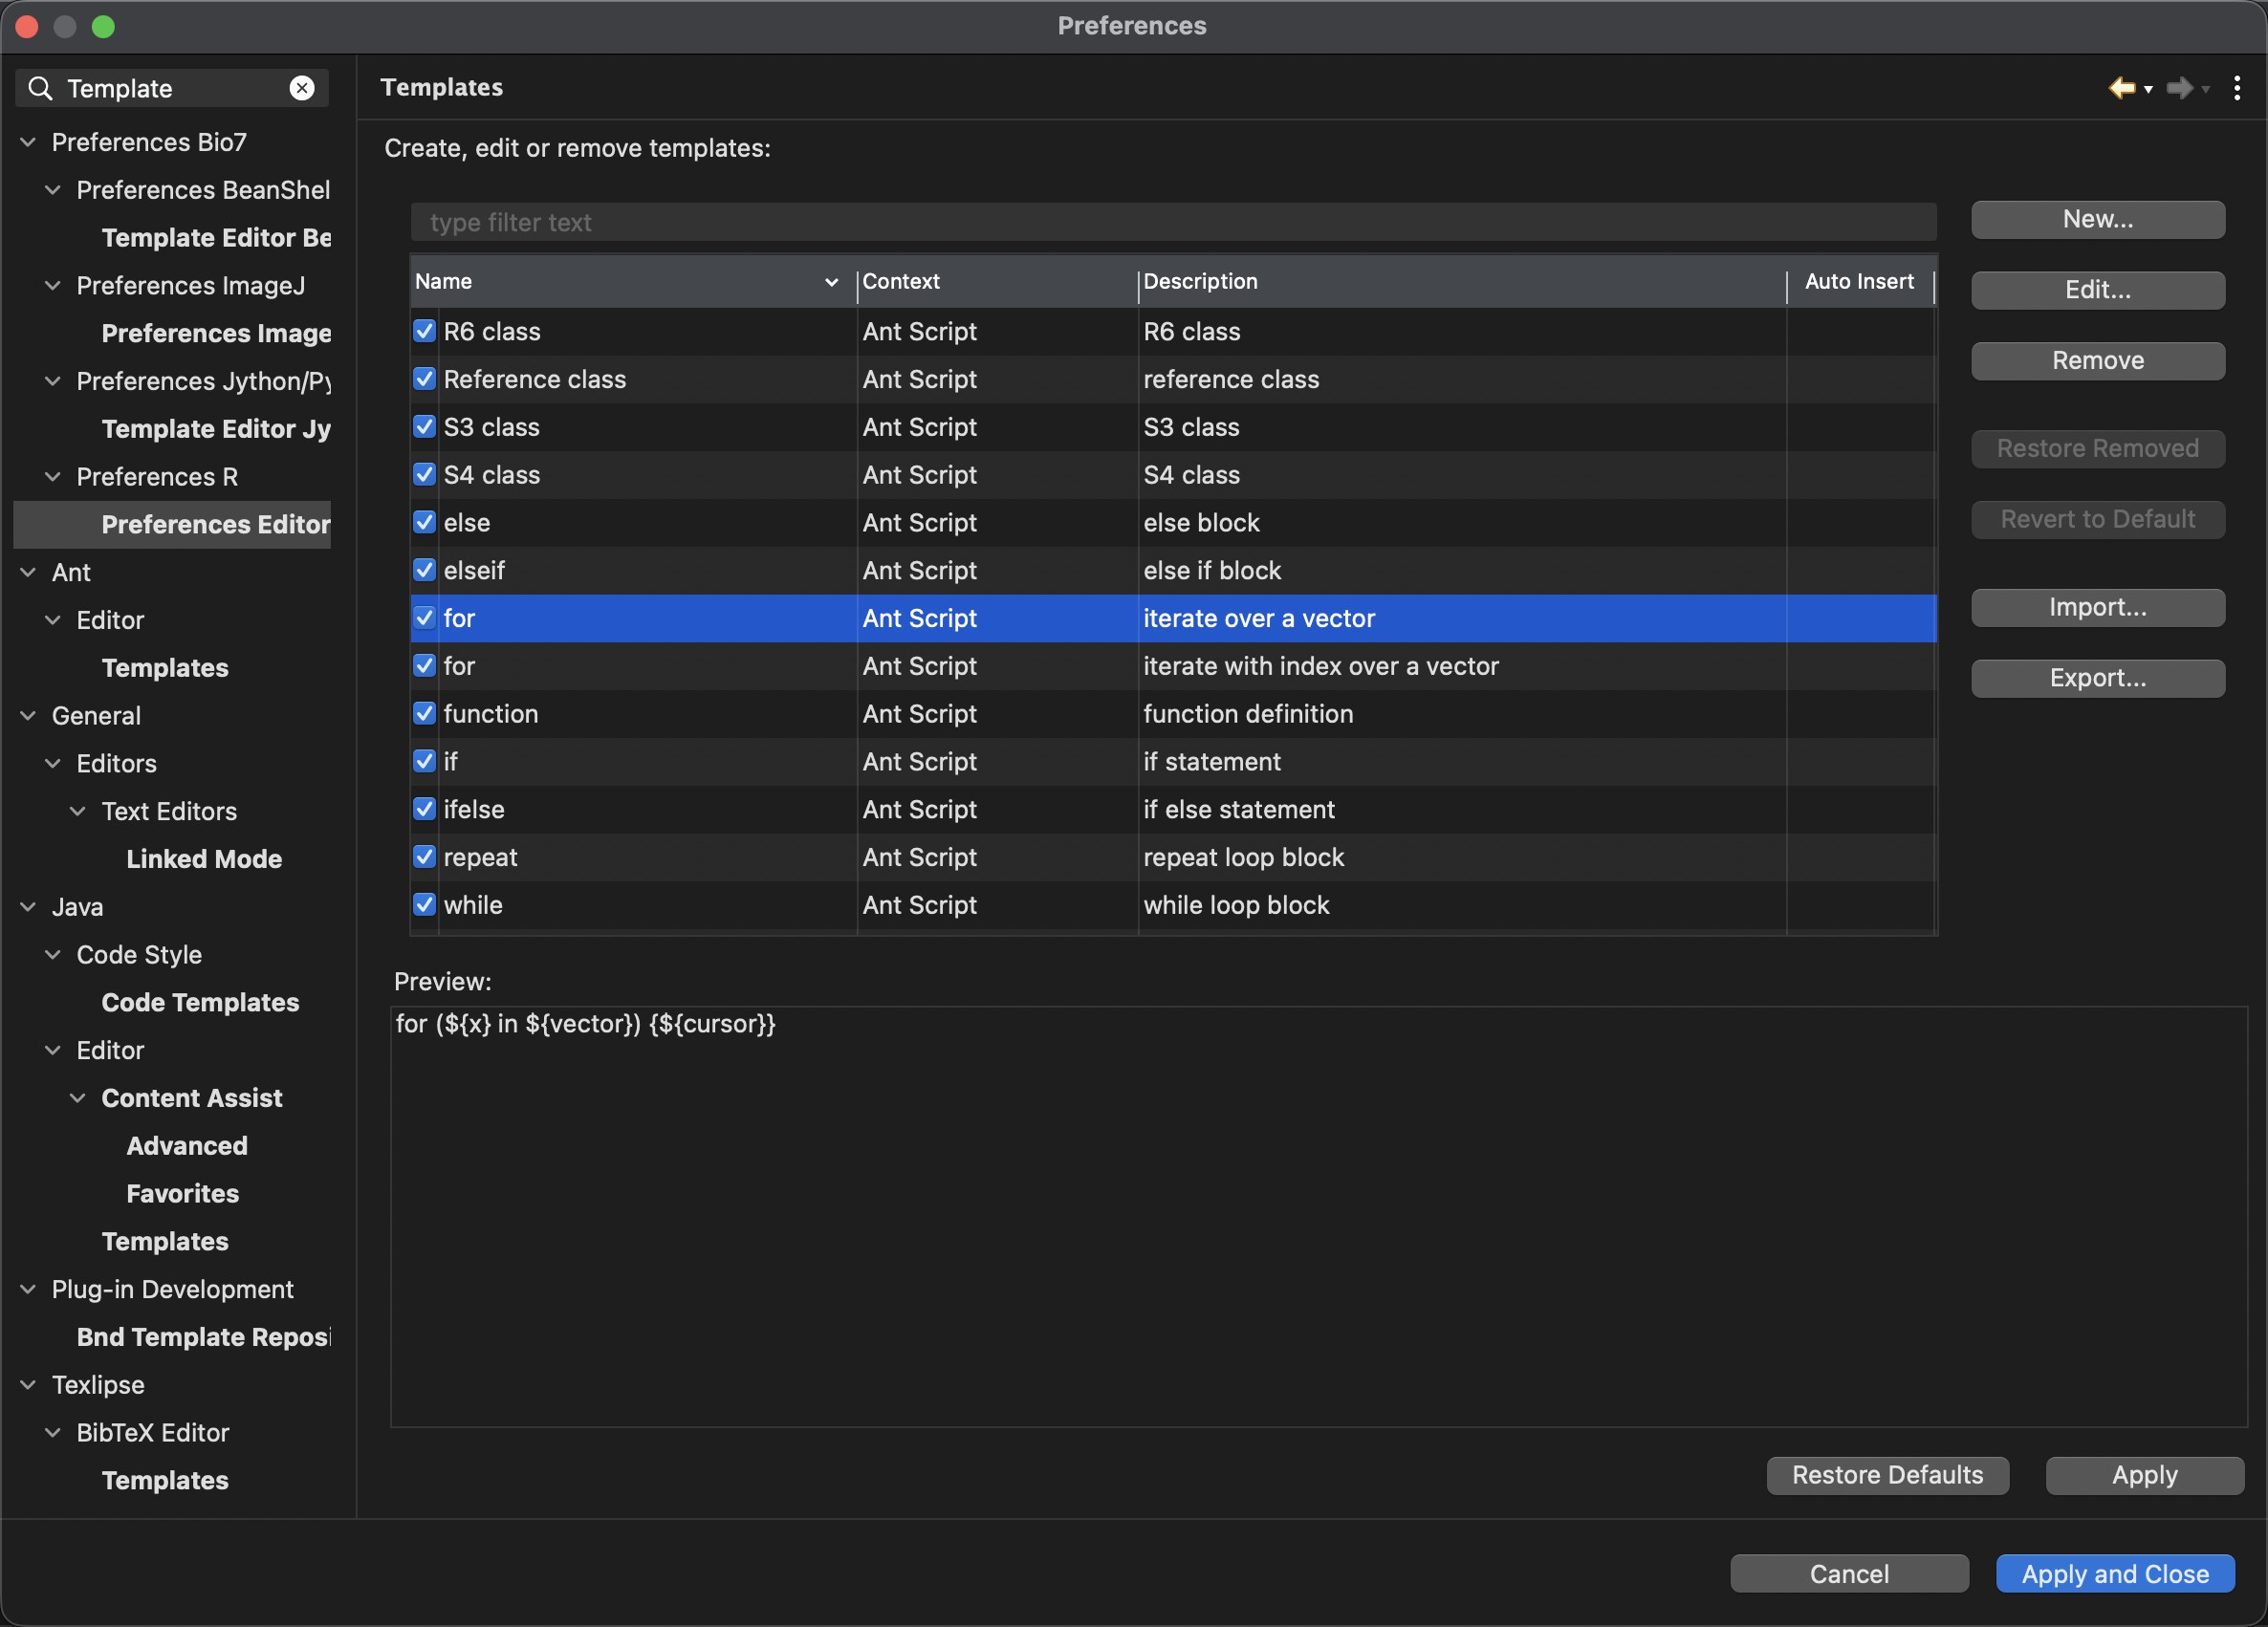 Preferences
Template
Preferences Bio7
Preferences BeanShel
Template Editor Be
Preferences ImageJ
Preferences Image
Preferences Jython/Py
Template Editor Jy
Preferences R
Preferences Editor
Ant
Editor
Templates
General
Editors
Text Editors
Linked Mode
Java
Code Style
Code Templates
Editor
Content Assist
Advanced
Favorites
Templates
Plug-in Development
Bnd Template Reposi
Texlipse
BibTeX Editor
Templates
Templates
Create, edit or remove templates:
type filter text
Name Context Description Auto Insert
R6 class Ant Script R6 class
Reference class Ant Script reference class
S3 class Ant Script S3 class
S4 class Ant Script S4 class
else Ant Script else block
elseif Ant Script else if block
for Ant Script iterate over a vector
for Ant Script iterate with index over a vector
function Ant Script function definition
if Ant Script if statement
ifelse Ant Script if else statement
repeat Ant Script repeat loop block
while Ant Script while loop block
New...
Edit...
Remove
Restore Removed
Revert to Default
Import...
Export...
Preview:
for (${x} in ${vector}) {${cursor}}
Restore Defaults Apply
Cancel Apply and Close